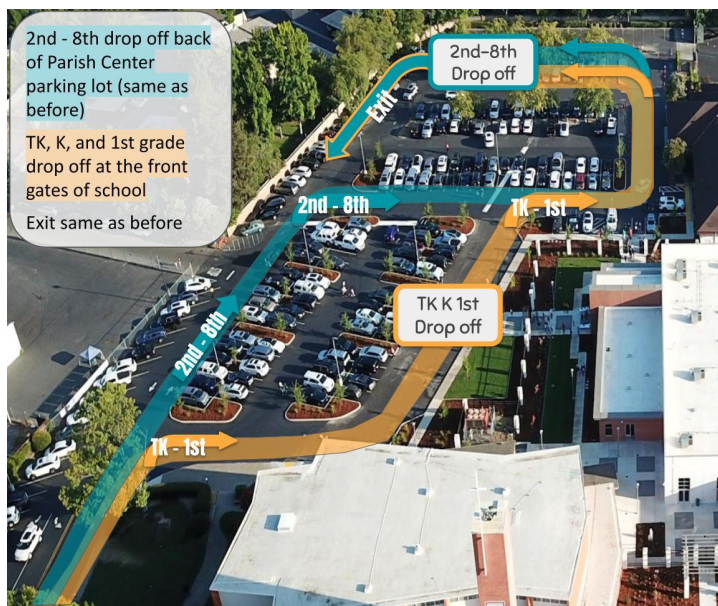 2nd - 8th drop off back
of Parish Center
parking lot (same as
before)
TK, K, and 1st grade
drop off at the front
gates of school
Exit same as before
2nd-8th
Drop off
Exit
2nd - 8th
TK - 1st
TK K 1st
Drop off
2nd - 8th
TK - 1st